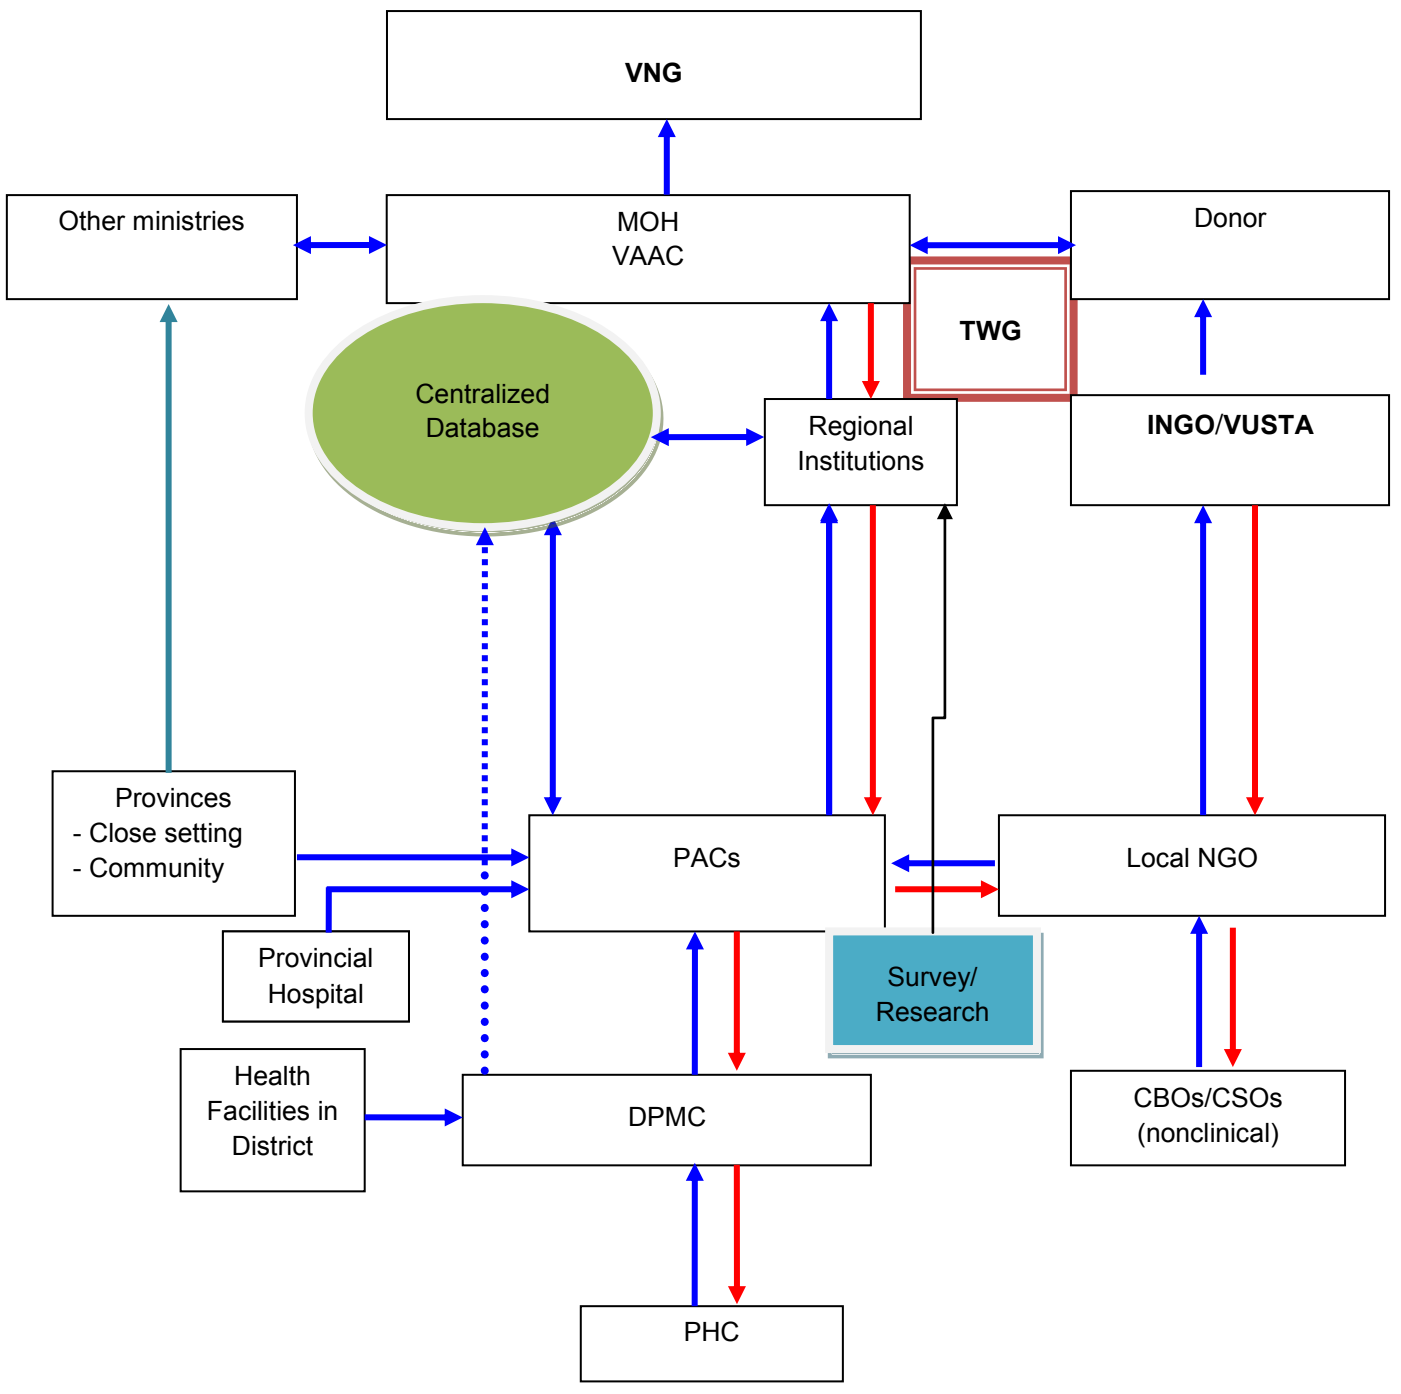 VNG
Other ministries
MOH
VAAC
Donor
TWG
Centralized
Database
Regional
Institutions
INGO/VUSTA
Provinces
- Close setting
- Community
PACs
Local NGO
Provincial
Hospital
Survey/
Research
Health
Facilities in
District
DPMC
CBOs/CSOs
(nonclinical)
PHC